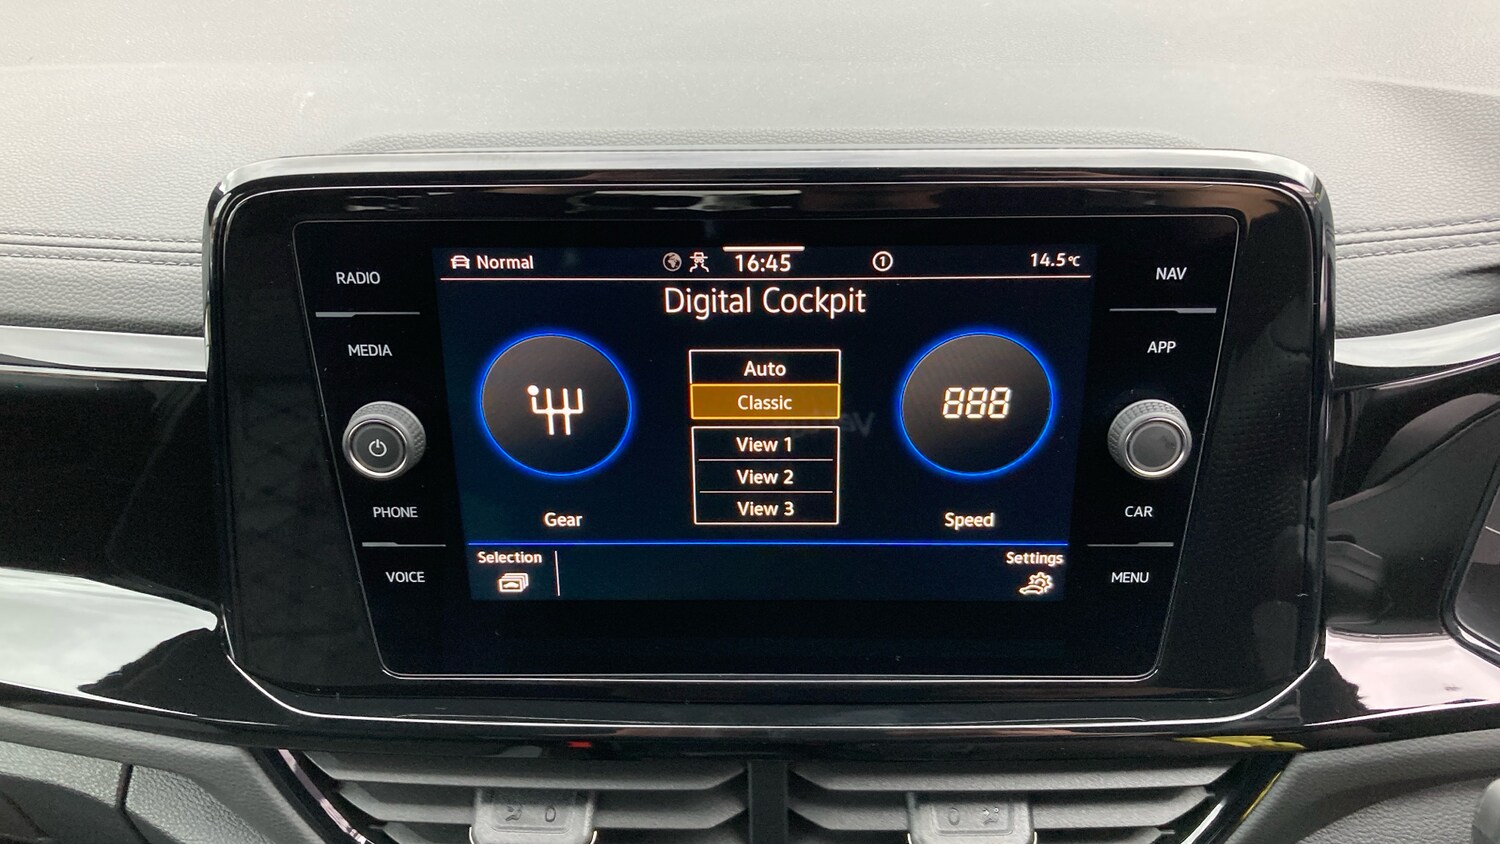 Normal 16:45 1 14.5°C
Digital Cockpit
RADIO
MEDIA
PHONE
VOICE
Auto
Classic
View 1
View 2
View 3
888
Gear
Speed
Selection
Settings
NAV
APP
CAR
MENU